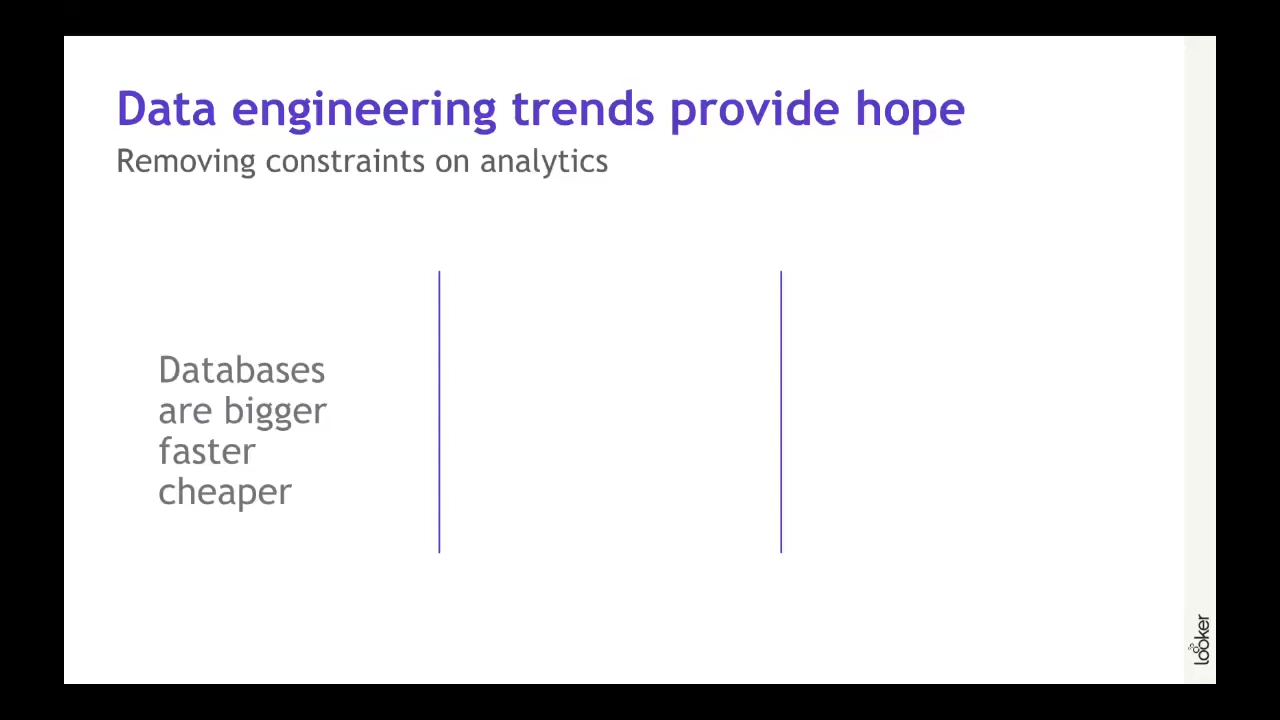 Data engineering trends provide hope
Removing constraints on analytics
Databases
are bigger
faster
cheaper
looker